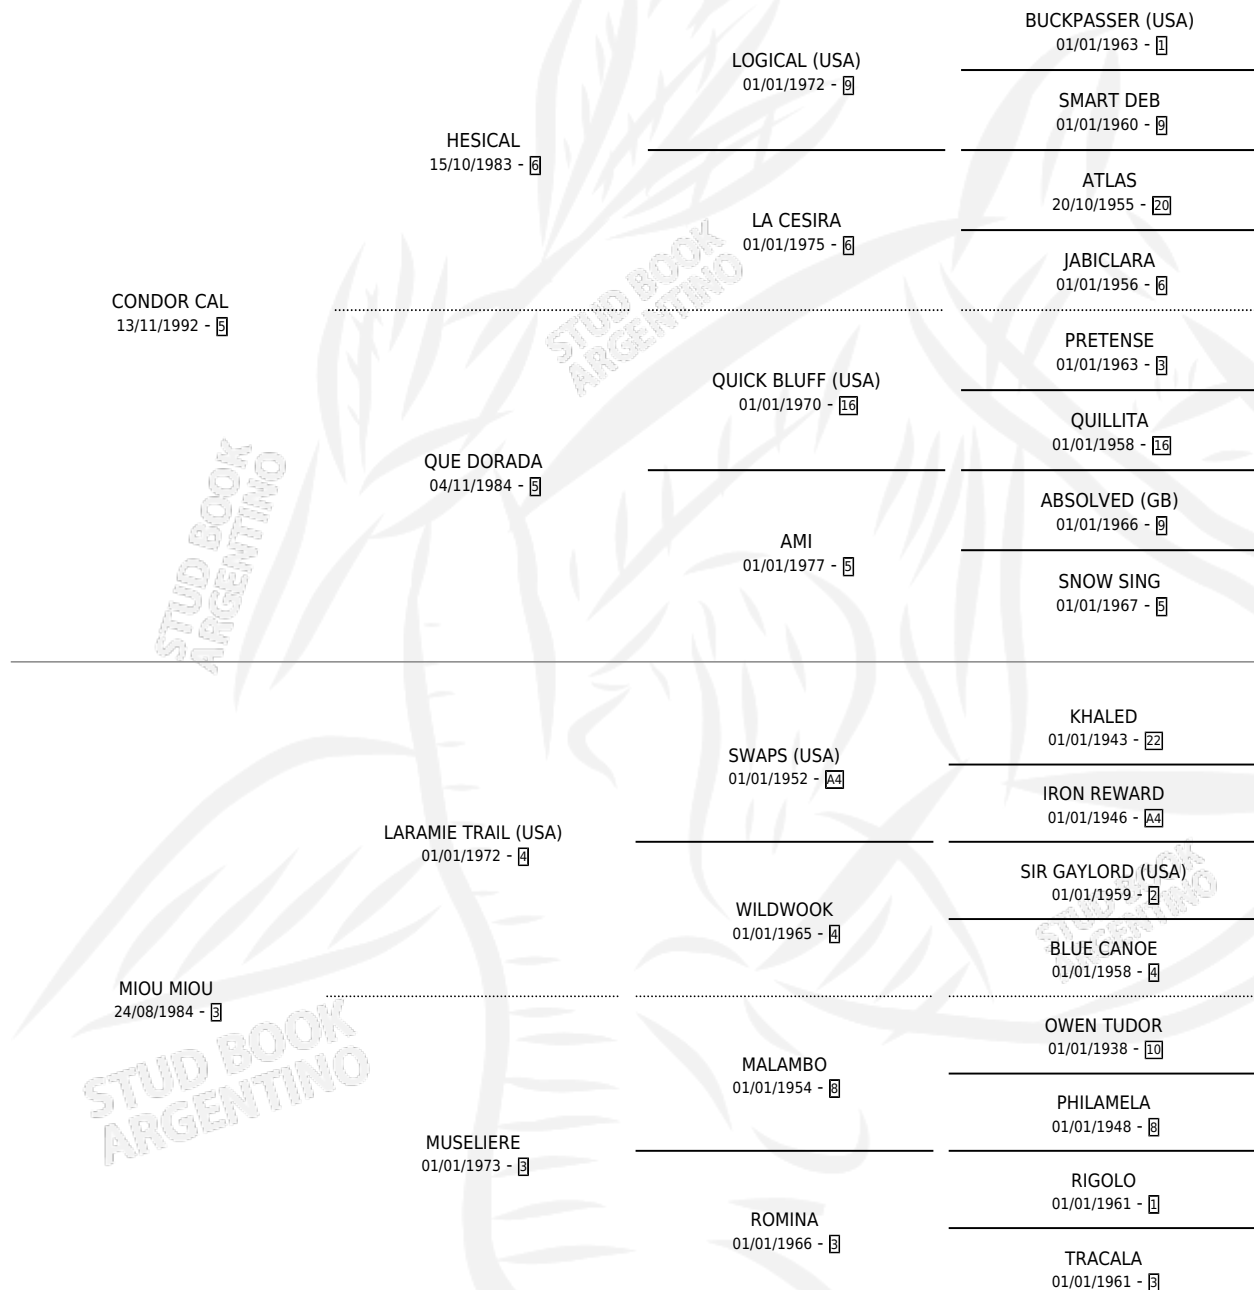 BUCKPASSER (USA)
01/01/1963 - 1
LOGICAL (USA)
01/01/1972 - 9
SMART DEB
01/01/1960 - 9
HESICAL
15/10/1983 - 6
ATLAS
20/10/1955 - 20
LA CESIRA
01/01/1975 - 6
JABICLARA
01/01/1956 - 6
CONDOR CAL
13/11/1992 - 5
PRETENSE
01/01/1963 - 3
QUICK BLUFF (USA)
01/01/1970 - 16
QUILLITA
01/01/1958 - 16
QUE DORADA
04/11/1984 - 5
ABSOLVED (GB)
01/01/1966 - 9
AMI
01/01/1977 - 5
SNOW SING
01/01/1967 - 5
KHALED
01/01/1943 - 22
SWAPS (USA)
01/01/1952 - A4
IRON REWARD
01/01/1946 - A4
LARAMIE TRAIL (USA)
01/01/1972 - 4
SIR GAYLORD (USA)
01/01/1959 - 2
WILDWOOK
01/01/1965 - 4
BLUE CANOE
01/01/1958 - 4
MIOU MIOU
24/08/1984 - 3
OWEN TUDOR
01/01/1938 - 10
MALAMBO
01/01/1954 - 8
PHILAMELA
01/01/1948 - 8
MUSELIERE
01/01/1973 - 3
RIGOLO
01/01/1961 - 1
ROMINA
01/01/1966 - 3
TRACALA
01/01/1961 - 3
STUD BOOK
ARGENTINO
STUD BOOK
ARGENTINO
STUD BOOK
ARGENTINO
STUD BOOK
ARGENTINO